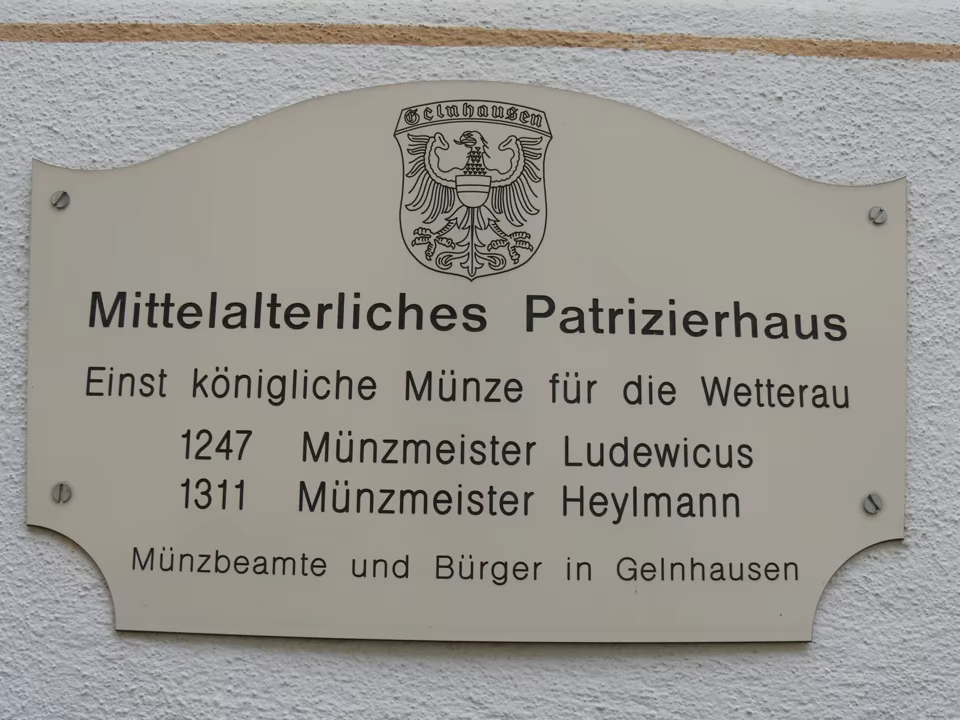 Gelnhausen
Mittelalterliches Patrizierhaus
Einst königliche Münze für die Wetterau
1247 Münzmeister Ludewicus
1311 Münzmeister Heylmann
Münzbeamte und Bürger in Gelnhausen